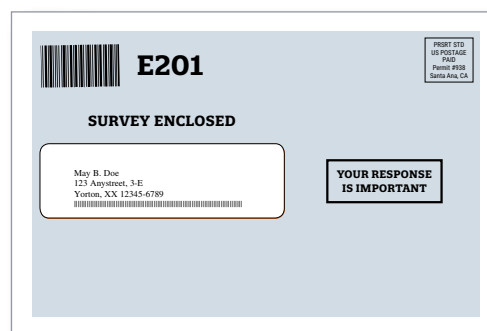 E201
PRSRT STD
US POSTAGE
PAID
Permit #938
Santa Ana, CA
SURVEY ENCLOSED
May B. Doe
123 Anystreet, 3-E
Yorton, XX 12345-6789
YOUR RESPONSE
IS IMPORTANT